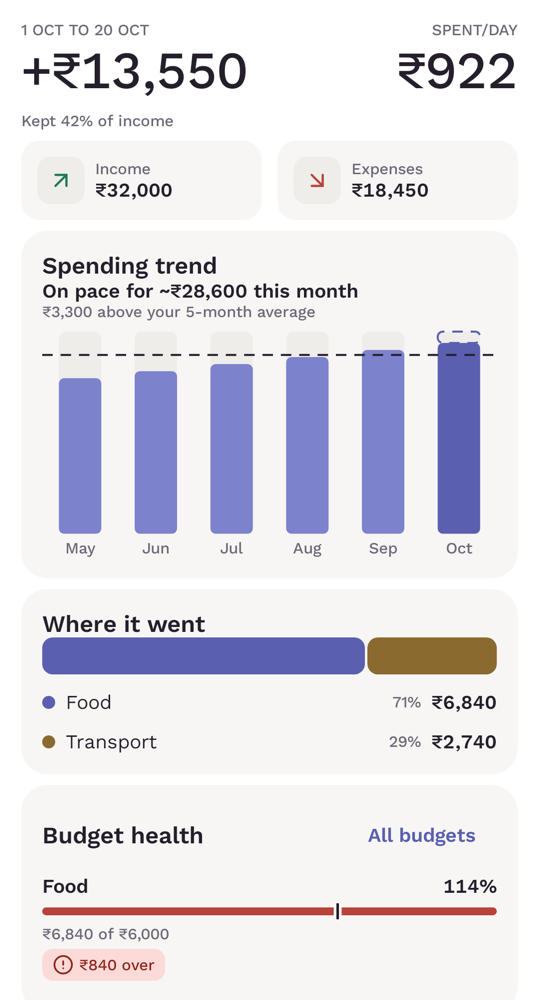 1 OCT TO 20 OCT
SPENT/DAY
+₹13,550
₹922
Kept 42% of income
Income
₹32,000
Expenses
₹18,450
Spending trend
On pace for ~₹28,600 this month
₹3,300 above your 5-month average
May Jun Jul Aug Sep Oct
Where it went
Food 71% ₹6,840
Transport 29% ₹2,740
Budget health
All budgets
Food 114%
₹6,840 of ₹6,000
₹840 over